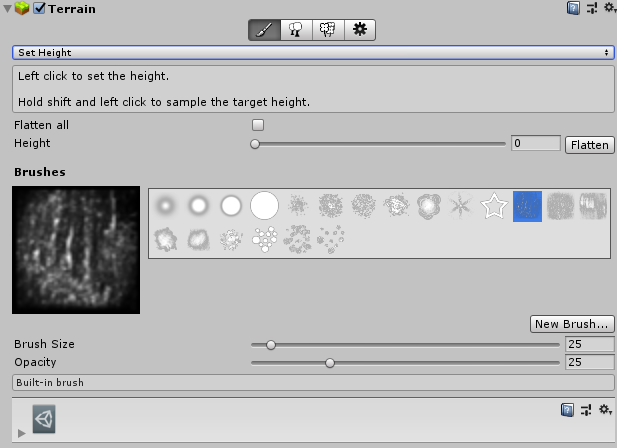 Terrain
Set Height
Left click to set the height.
Hold shift and left click to sample the target height.
Flatten all
Height
0
Flatten
Brushes
New Brush...
Brush Size
25
Opacity
25
Built-in brush